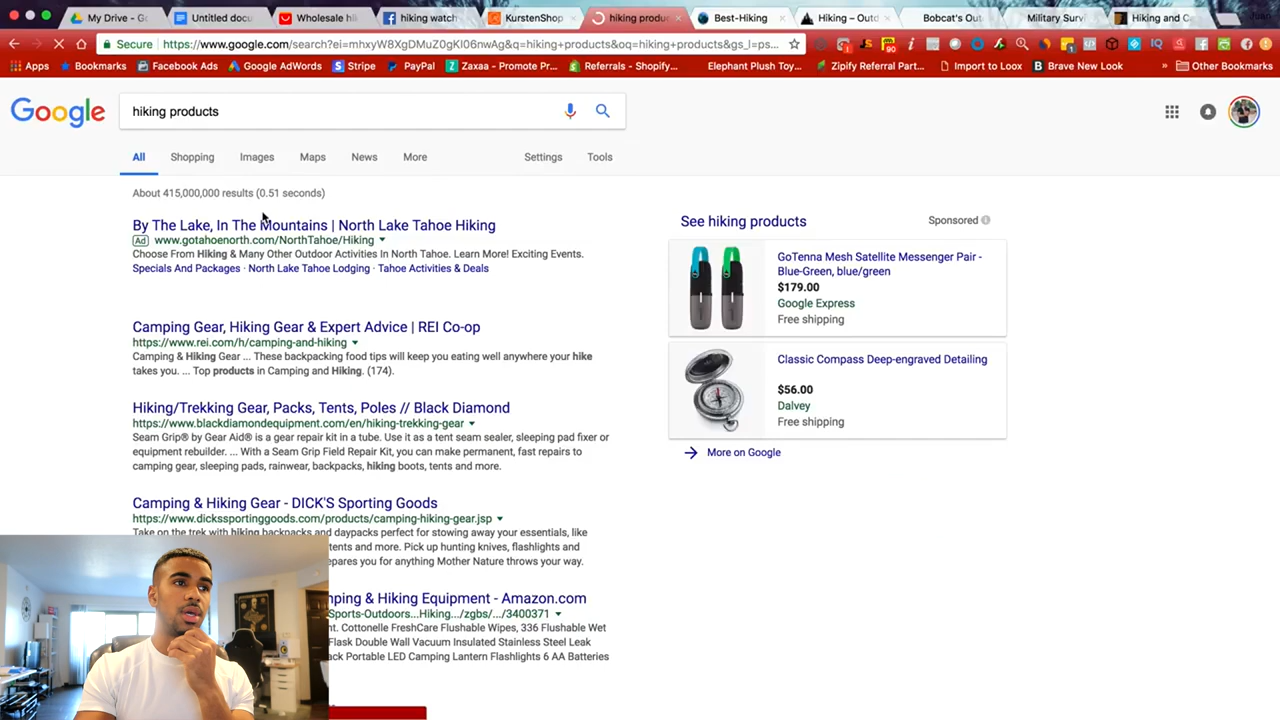 My Drive - G
Untitled docu
Wholesale hi
hiking watch
KurstenShop
hiking produc
Best-Hiking
Hiking – Outd
Bobcat's Out
Military Survi
Hiking and Ca
Secure
https://www.google.com/search?ei=mhxyW8XgDMuZ0gKI06nwAg&q=hiking+products&oq=hiking+products&gs_l=ps...
Apps
Bookmarks
Facebook Ads
Google AdWords
Stripe
PayPal
Zaxaa - Promote Pr...
Referrals - Shopify...
Elephant Plush Toy...
Zipify Referral Part...
Import to Loox
Brave New Look
»
Other Bookmarks
Google
hiking products
All
Shopping
Images
Maps
News
More
Settings
Tools
About 415,000,000 results (0.51 seconds)
By The Lake, In The Mountains | North Lake Tahoe Hiking
Ad www.gotahoenorth.com/NorthTahoe/Hiking
Choose From Hiking & Many Other Outdoor Activities In North Tahoe. Learn More! Exciting Events.
Specials And Packages · North Lake Tahoe Lodging · Tahoe Activities & Deals
Camping Gear, Hiking Gear & Expert Advice | REI Co-op
https://www.rei.com/h/camping-and-hiking
Camping & Hiking Gear ... These backpacking food tips will keep you eating well anywhere your hike
takes you. ... Top products in Camping and Hiking. (174).
Hiking/Trekking Gear, Packs, Tents, Poles // Black Diamond
https://www.blackdiamondequipment.com/en/hiking-trekking-gear
Seam Grip® by Gear Aid® is a gear repair kit in a tube. Use it as a tent seam sealer, sleeping pad fixer or
equipment rebuilder. ... With a Seam Grip Field Repair Kit, you can make permanent, fast repairs to
camping gear, sleeping pads, rainwear, backpacks, hiking boots, tents and more.
Camping & Hiking Gear - DICK'S Sporting Goods
https://www.dickssportinggoods.com/products/camping-hiking-gear.jsp
Take on the trek with hiking backpacks and daypacks perfect for stowing away your essentials, like
tents and more. Pick up hunting knives, flashlights and
epares you for anything Mother Nature throws your way.
ping & Hiking Equipment - Amazon.com
Sports-Outdoors...Hiking.../zgbs/.../3400371
nt. Cottonelle FreshCare Flushable Wipes, 336 Flushable Wet
Flask Double Wall Vacuum Insulated Stainless Steel Leak
ack Portable LED Camping Lantern Flashlights 6 AA Batteries
See hiking products
Sponsored
GoTenna Mesh Satellite Messenger Pair -
Blue-Green, blue/green
$179.00
Google Express
Free shipping
Classic Compass Deep-engraved Detailing
$56.00
Dalvey
Free shipping
More on Google